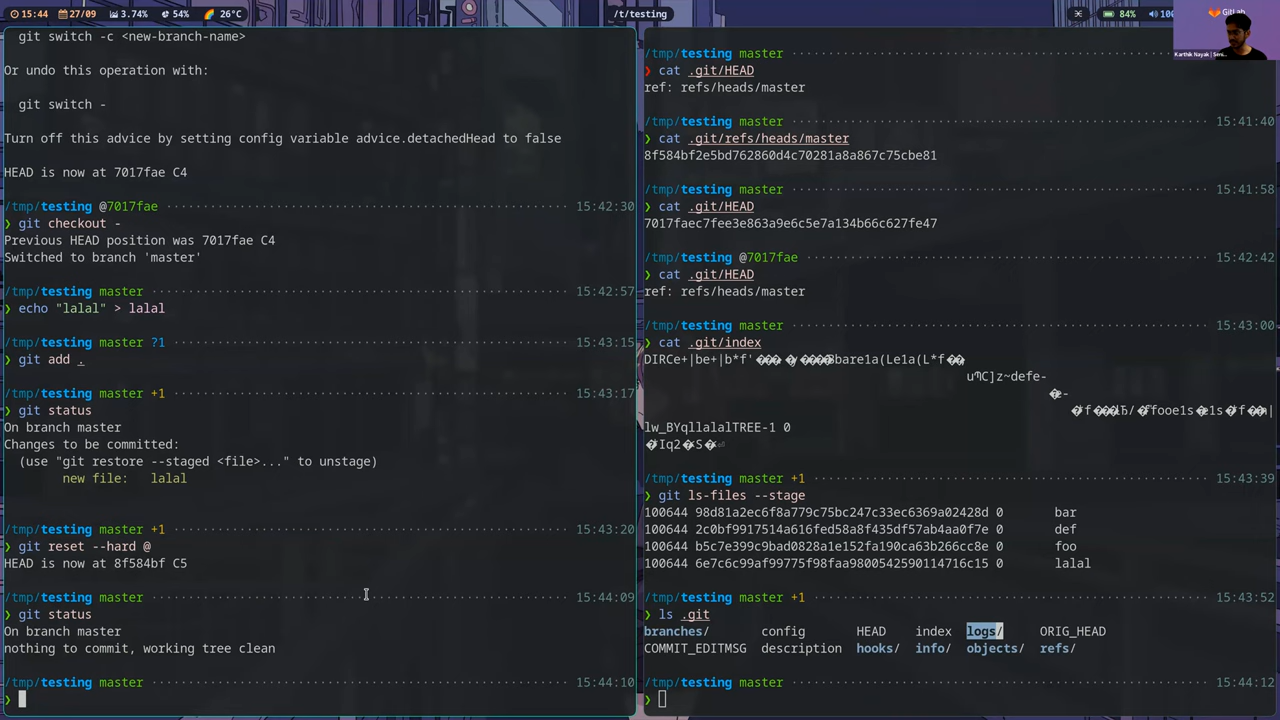 15:44 27/09 3.74% 54% 26°C
/t/testing
84%
GitLab
Karthik Nayak
git switch -c <new-branch-name>
Or undo this operation with:
git switch -
Turn off this advice by setting config variable advice.detachedHead to false
HEAD is now at 7017fae C4
/tmp/testing @7017fae 15:42:30
❯ git checkout -
Previous HEAD position was 7017fae C4
Switched to branch 'master'
/tmp/testing master 15:42:57
❯ echo "lalal" > lalal
/tmp/testing master ?1 15:43:15
❯ git add .
/tmp/testing master +1 15:43:17
❯ git status
On branch master
Changes to be committed:
(use "git restore --staged <file>..." to unstage)
new file: lalal
/tmp/testing master +1 15:43:20
❯ git reset --hard @
HEAD is now at 8f584bf C5
/tmp/testing master 15:44:09
❯ git status
On branch master
nothing to commit, working tree clean
/tmp/testing master 15:44:10
❯
/tmp/testing master
❯ cat .git/HEAD
ref: refs/heads/master
/tmp/testing master 15:41:40
❯ cat .git/refs/heads/master
8f584bf2e5bd762860d4c70281a8a867c75cbe81
/tmp/testing master 15:41:58
❯ cat .git/HEAD
7017faec7fee3e863a9e6c5e7a134b66c627fe47
/tmp/testing @7017fae 15:42:42
❯ cat .git/HEAD
ref: refs/heads/master
/tmp/testing master 15:43:00
❯ cat .git/index
/tmp/testing master +1 15:43:39
❯ git ls-files --stage
100644 98d81a2ec6f8a779c75bc247c33ec6369a02428d 0 bar
100644 2c0bf9917514a616fed58a8f435df57ab4aa0f7e 0 def
100644 b5c7e399c9bad0828a1e152fa190ca63b266cc8e 0 foo
100644 6e7c6c99af99775f98faa9800542590114716c15 0 lalal
/tmp/testing master +1 15:43:52
❯ ls .git
branches/ config HEAD index logs/ ORIG_HEAD
COMMIT_EDITMSG description hooks/ info/ objects/ refs/
/tmp/testing master 15:44:12
❯